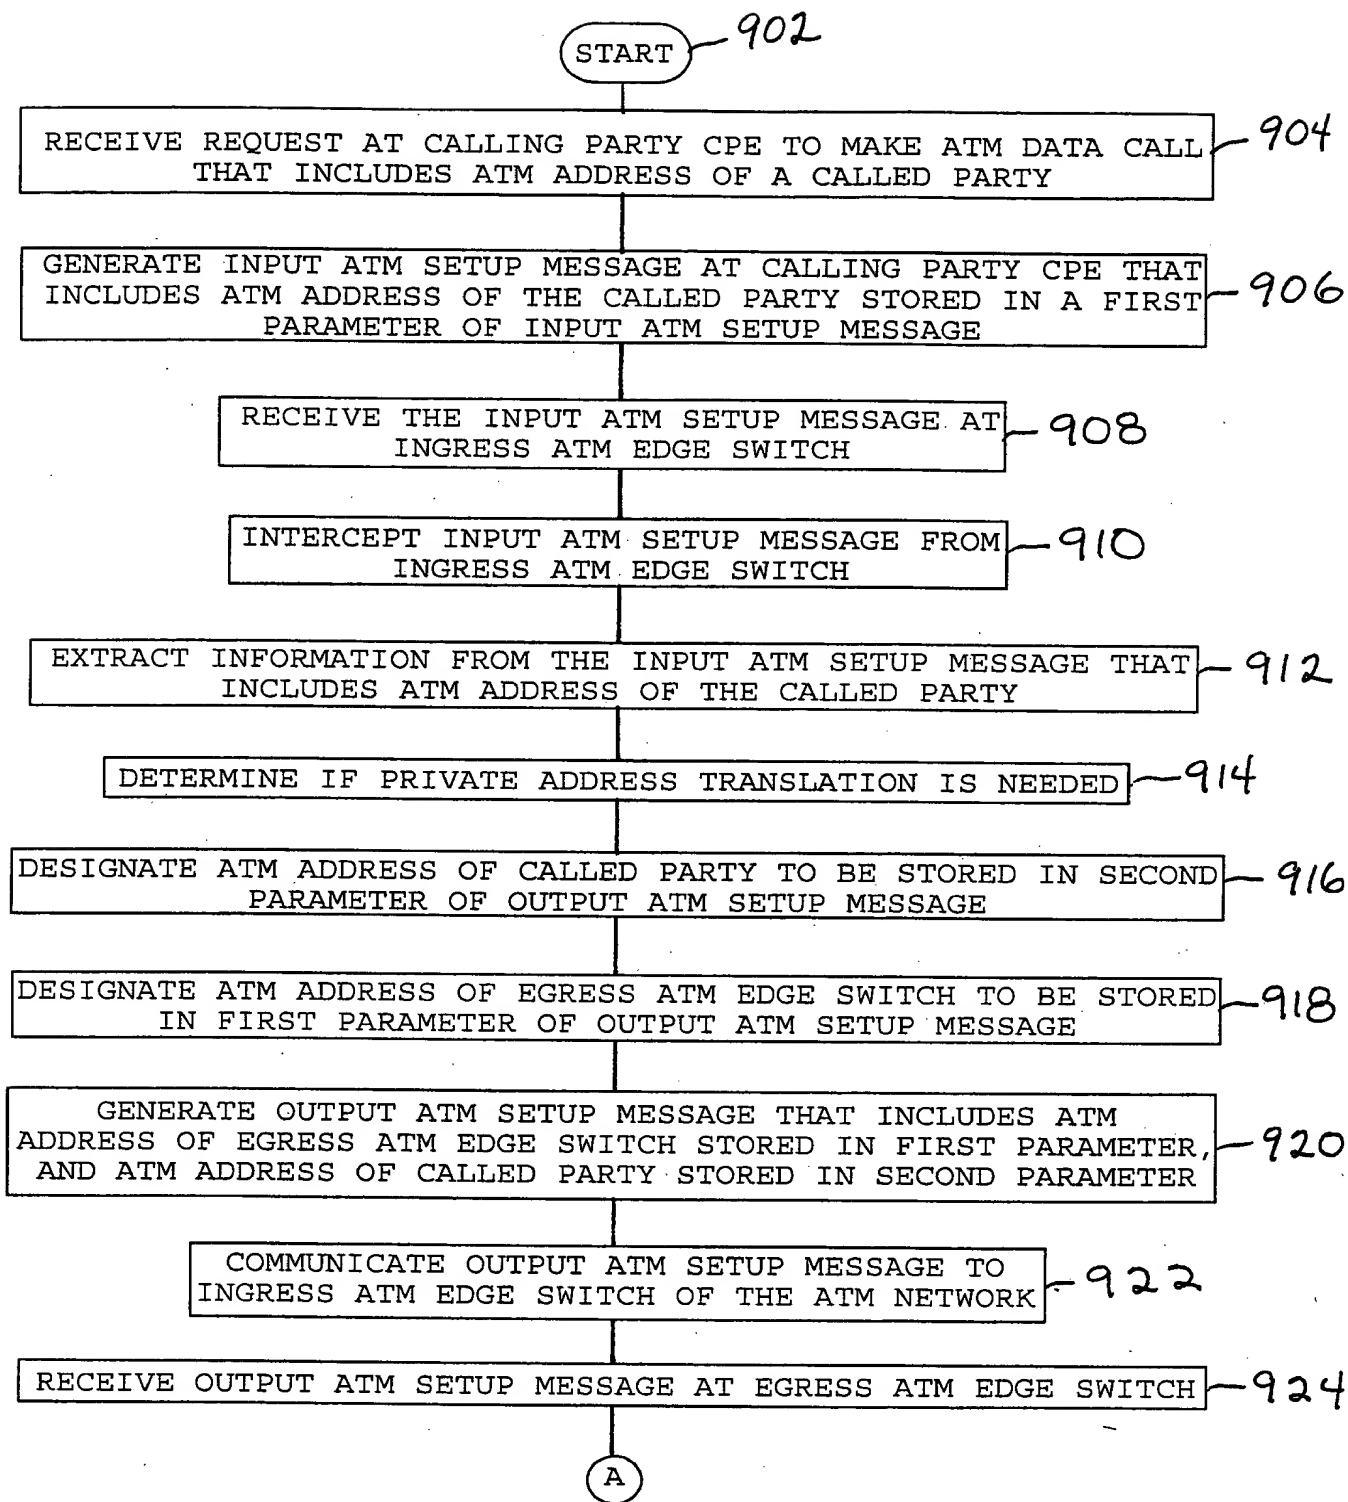 START
902
RECEIVE REQUEST AT CALLING PARTY CPE TO MAKE ATM DATA CALL
THAT INCLUDES ATM ADDRESS OF A CALLED PARTY
904
GENERATE INPUT ATM SETUP MESSAGE AT CALLING PARTY CPE THAT
INCLUDES ATM ADDRESS OF THE CALLED PARTY STORED IN A FIRST
PARAMETER OF INPUT ATM SETUP MESSAGE
906
RECEIVE THE INPUT ATM SETUP MESSAGE AT
INGRESS ATM EDGE SWITCH
908
INTERCEPT INPUT ATM SETUP MESSAGE FROM
INGRESS ATM EDGE SWITCH
910
EXTRACT INFORMATION FROM THE INPUT ATM SETUP MESSAGE THAT
INCLUDES ATM ADDRESS OF THE CALLED PARTY
912
DETERMINE IF PRIVATE ADDRESS TRANSLATION IS NEEDED
914
DESIGNATE ATM ADDRESS OF CALLED PARTY TO BE STORED IN SECOND
PARAMETER OF OUTPUT ATM SETUP MESSAGE
916
DESIGNATE ATM ADDRESS OF EGRESS ATM EDGE SWITCH TO BE STORED
IN FIRST PARAMETER OF OUTPUT ATM SETUP MESSAGE
918
GENERATE OUTPUT ATM SETUP MESSAGE THAT INCLUDES ATM
ADDRESS OF EGRESS ATM EDGE SWITCH STORED IN FIRST PARAMETER,
AND ATM ADDRESS OF CALLED PARTY STORED IN SECOND PARAMETER
920
COMMUNICATE OUTPUT ATM SETUP MESSAGE TO
INGRESS ATM EDGE SWITCH OF THE ATM NETWORK
922
RECEIVE OUTPUT ATM SETUP MESSAGE AT EGRESS ATM EDGE SWITCH
924
A